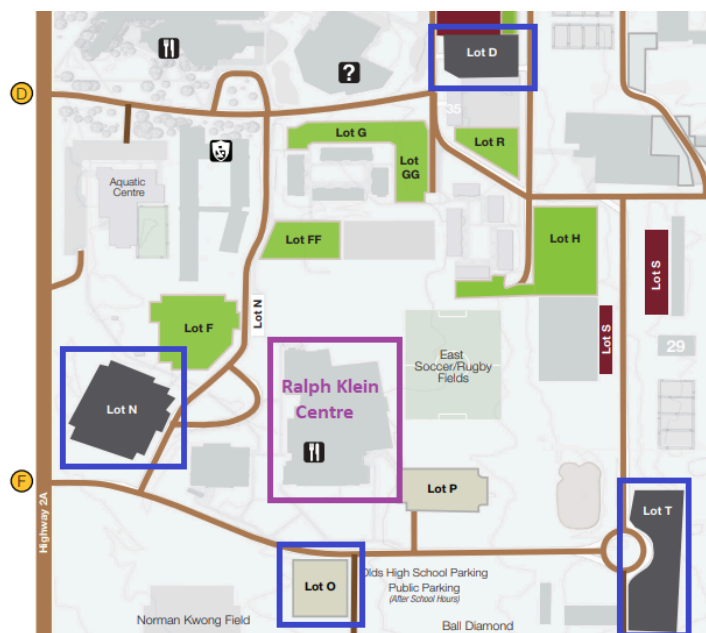 Lot D
D
?
35
Lot G
Lot R
Lot
GG
Aquatic
Centre
Lot FF
Lot H
Lot S
Lot N
Lot F
Lot S
East
Soccer/Rugby
Fields
29
Ralph Klein
Centre
Lot N
F
Lot P
Highway 2A
Lot T
Olds High School Parking
Public Parking
(After School Hours)
Lot O
Norman Kwong Field
Ball Diamond